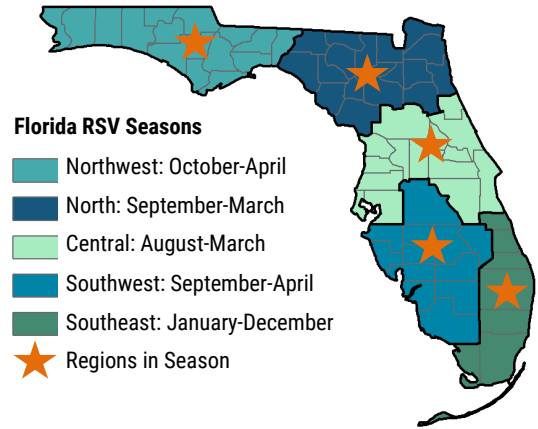 Florida RSV Seasons
Northwest: October-April
North: September-March
Central: August-March
Southwest: September-April
Southeast: January-December
Regions in Season